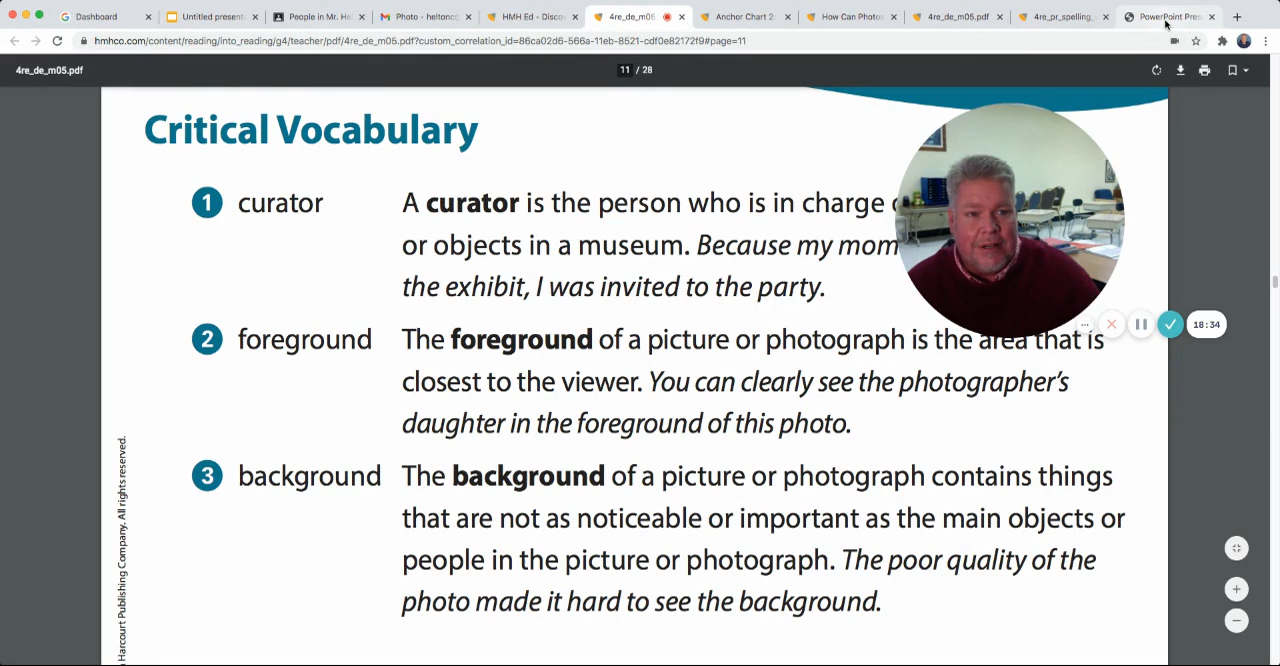 Dashboard
Untitled present
People in Mr. He
Photo - heltonc
HMH Ed - Discov
4re_de_m05
Anchor Chart 2:
How Can Photos
4re_de_m05.pdf
4re_pr_spelling_
PowerPoint Pres
hmhco.com/content/reading/into_reading/g4/teacher/pdf/4re_de_m05.pdf?custom_correlation_id=86ca02d6-566a-11eb-8521-cdf0e82172f9#page=11
4re_de_m05.pdf
11 / 28
Critical Vocabulary
1 curator A curator is the person who is in charge
or objects in a museum. Because my mom
the exhibit, I was invited to the party.
18:34
2 foreground The foreground of a picture or photograph is the area that is
closest to the viewer. You can clearly see the photographer's
daughter in the foreground of this photo.
3 background The background of a picture or photograph contains things
that are not as noticeable or important as the main objects or
people in the picture or photograph. The poor quality of the
photo made it hard to see the background.
Harcourt Publishing Company. All rights reserved.